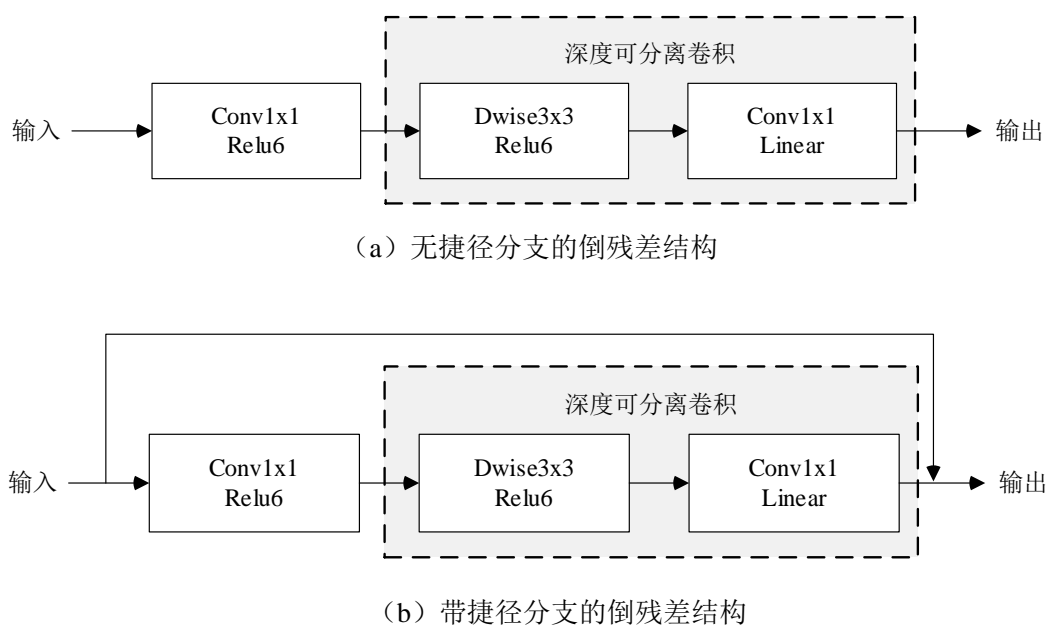 深度可分离卷积
输入
Conv1x1
Relu6
Dwise3x3
Relu6
Conv1x1
Linear
输出
（a）无捷径分支的倒残差结构
深度可分离卷积
输入
Conv1x1
Relu6
Dwise3x3
Relu6
Conv1x1
Linear
输出
（b）带捷径分支的倒残差结构